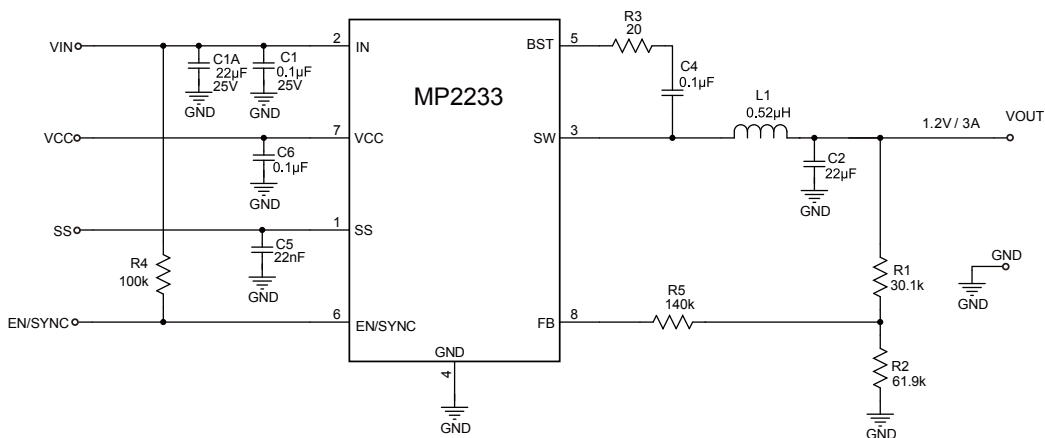 R3
20
VIN
2
IN
BST
5
C1A
22µF
25V
C1
0.1µF
25V
C4
0.1µF
GND
GND
MP2233
L1
0.52µH
VCC
7
VCC
SW
3
1.2V / 3A
VOUT
C6
0.1µF
C2
22µF
GND
GND
SS
1
SS
C5
22nF
R4
100k
GND
GND
GND
R1
30.1k
R5
140k
EN/SYNC
6
EN/SYNC
FB
8
GND
4
R2
61.9k
GND
GND